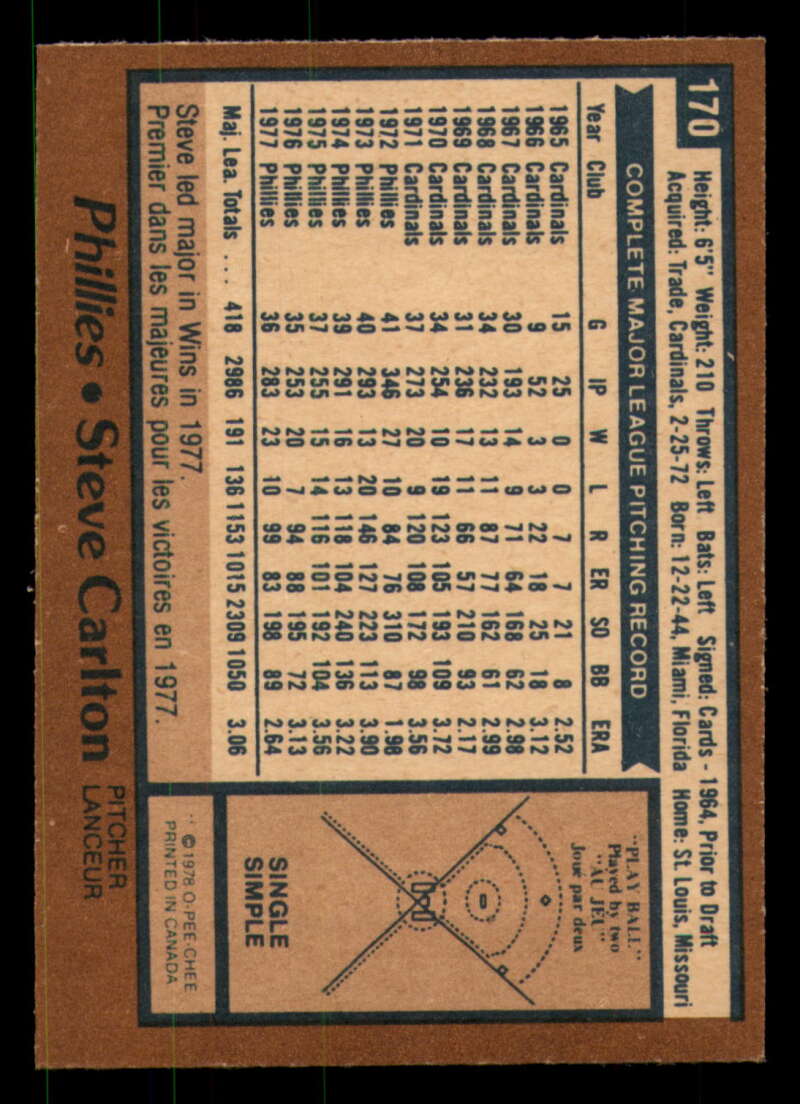 170
Height: 6'5" Weight: 210 Throws: Left Bats: Left Signed: Cards - 1964, Prior to Draft
Acquired: Trade, Cardinals, 2-25-72 Born: 12-22-44, Miami, Florida Home: St. Louis, Missouri
COMPLETE MAJOR LEAGUE PITCHING RECORD
Year Club G IP W L R ER SO BB ERA
1965 Cardinals 15 25 0 0 7 7 21 8 2.52
1966 Cardinals 9 52 3 3 22 18 25 18 3.12
1967 Cardinals 30 193 14 9 71 64 168 62 2.98
1968 Cardinals 34 232 13 11 87 77 162 61 2.99
1969 Cardinals 31 236 17 11 66 57 210 93 2.17
1970 Cardinals 34 254 10 19 123 105 193 109 3.72
1971 Cardinals 37 273 20 9 120 108 172 98 3.56
1972 Phillies 41 346 27 10 84 76 310 87 1.98
1973 Phillies 40 293 13 20 146 127 223 113 3.90
1974 Phillies 39 291 16 13 118 104 240 136 3.22
1975 Phillies 37 255 15 14 116 101 192 104 3.56
1976 Phillies 35 253 20 7 94 88 195 72 3.13
1977 Phillies 36 283 23 10 99 83 198 89 2.64
Maj. Lea. Totals ... 418 2986 191 136 1153 1015 2309 1050 3.06
Steve led major in Wins in 1977.
Premier dans les majeures pour les victoires en 1977.
Phillies • Steve Carlton
PITCHER
LANCEUR
"PLAY BALL"
Played by two
"AU JEU"
Joué par deux
SINGLE
SIMPLE
©1978 O-PEE-CHEE
PRINTED IN CANADA